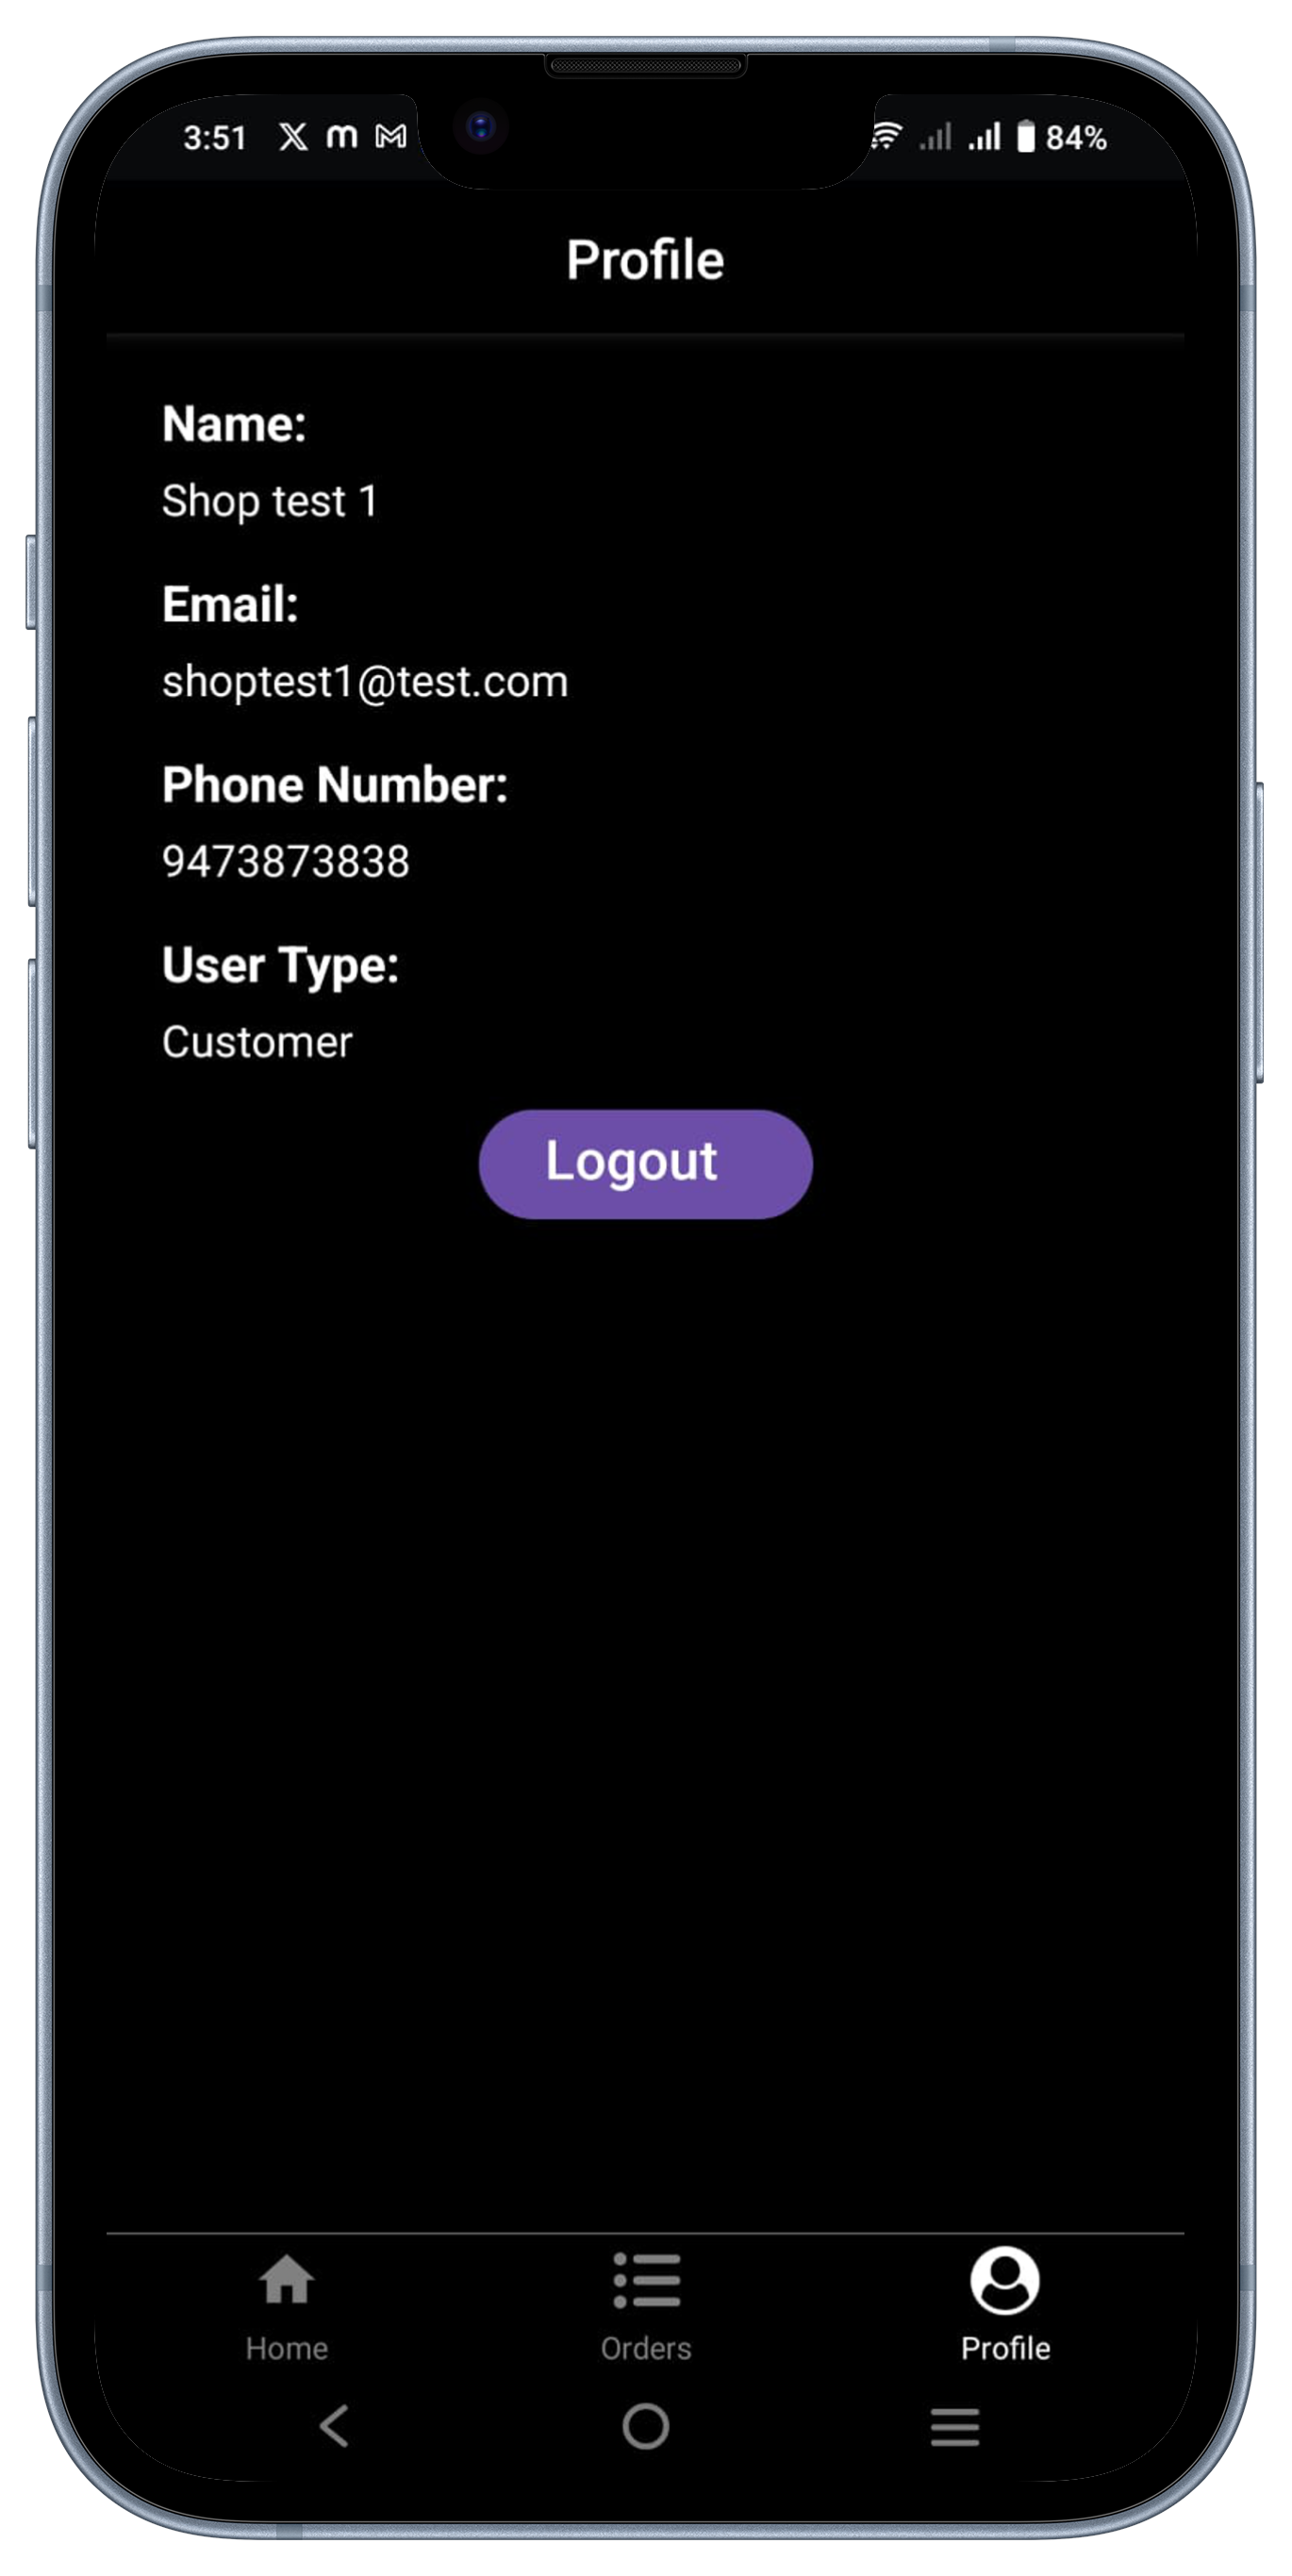 3:51 84%
Profile
Name:
Shop test 1
Email:
shoptest1@test.com
Phone Number:
9473873838
User Type:
Customer
Logout
Home Orders Profile